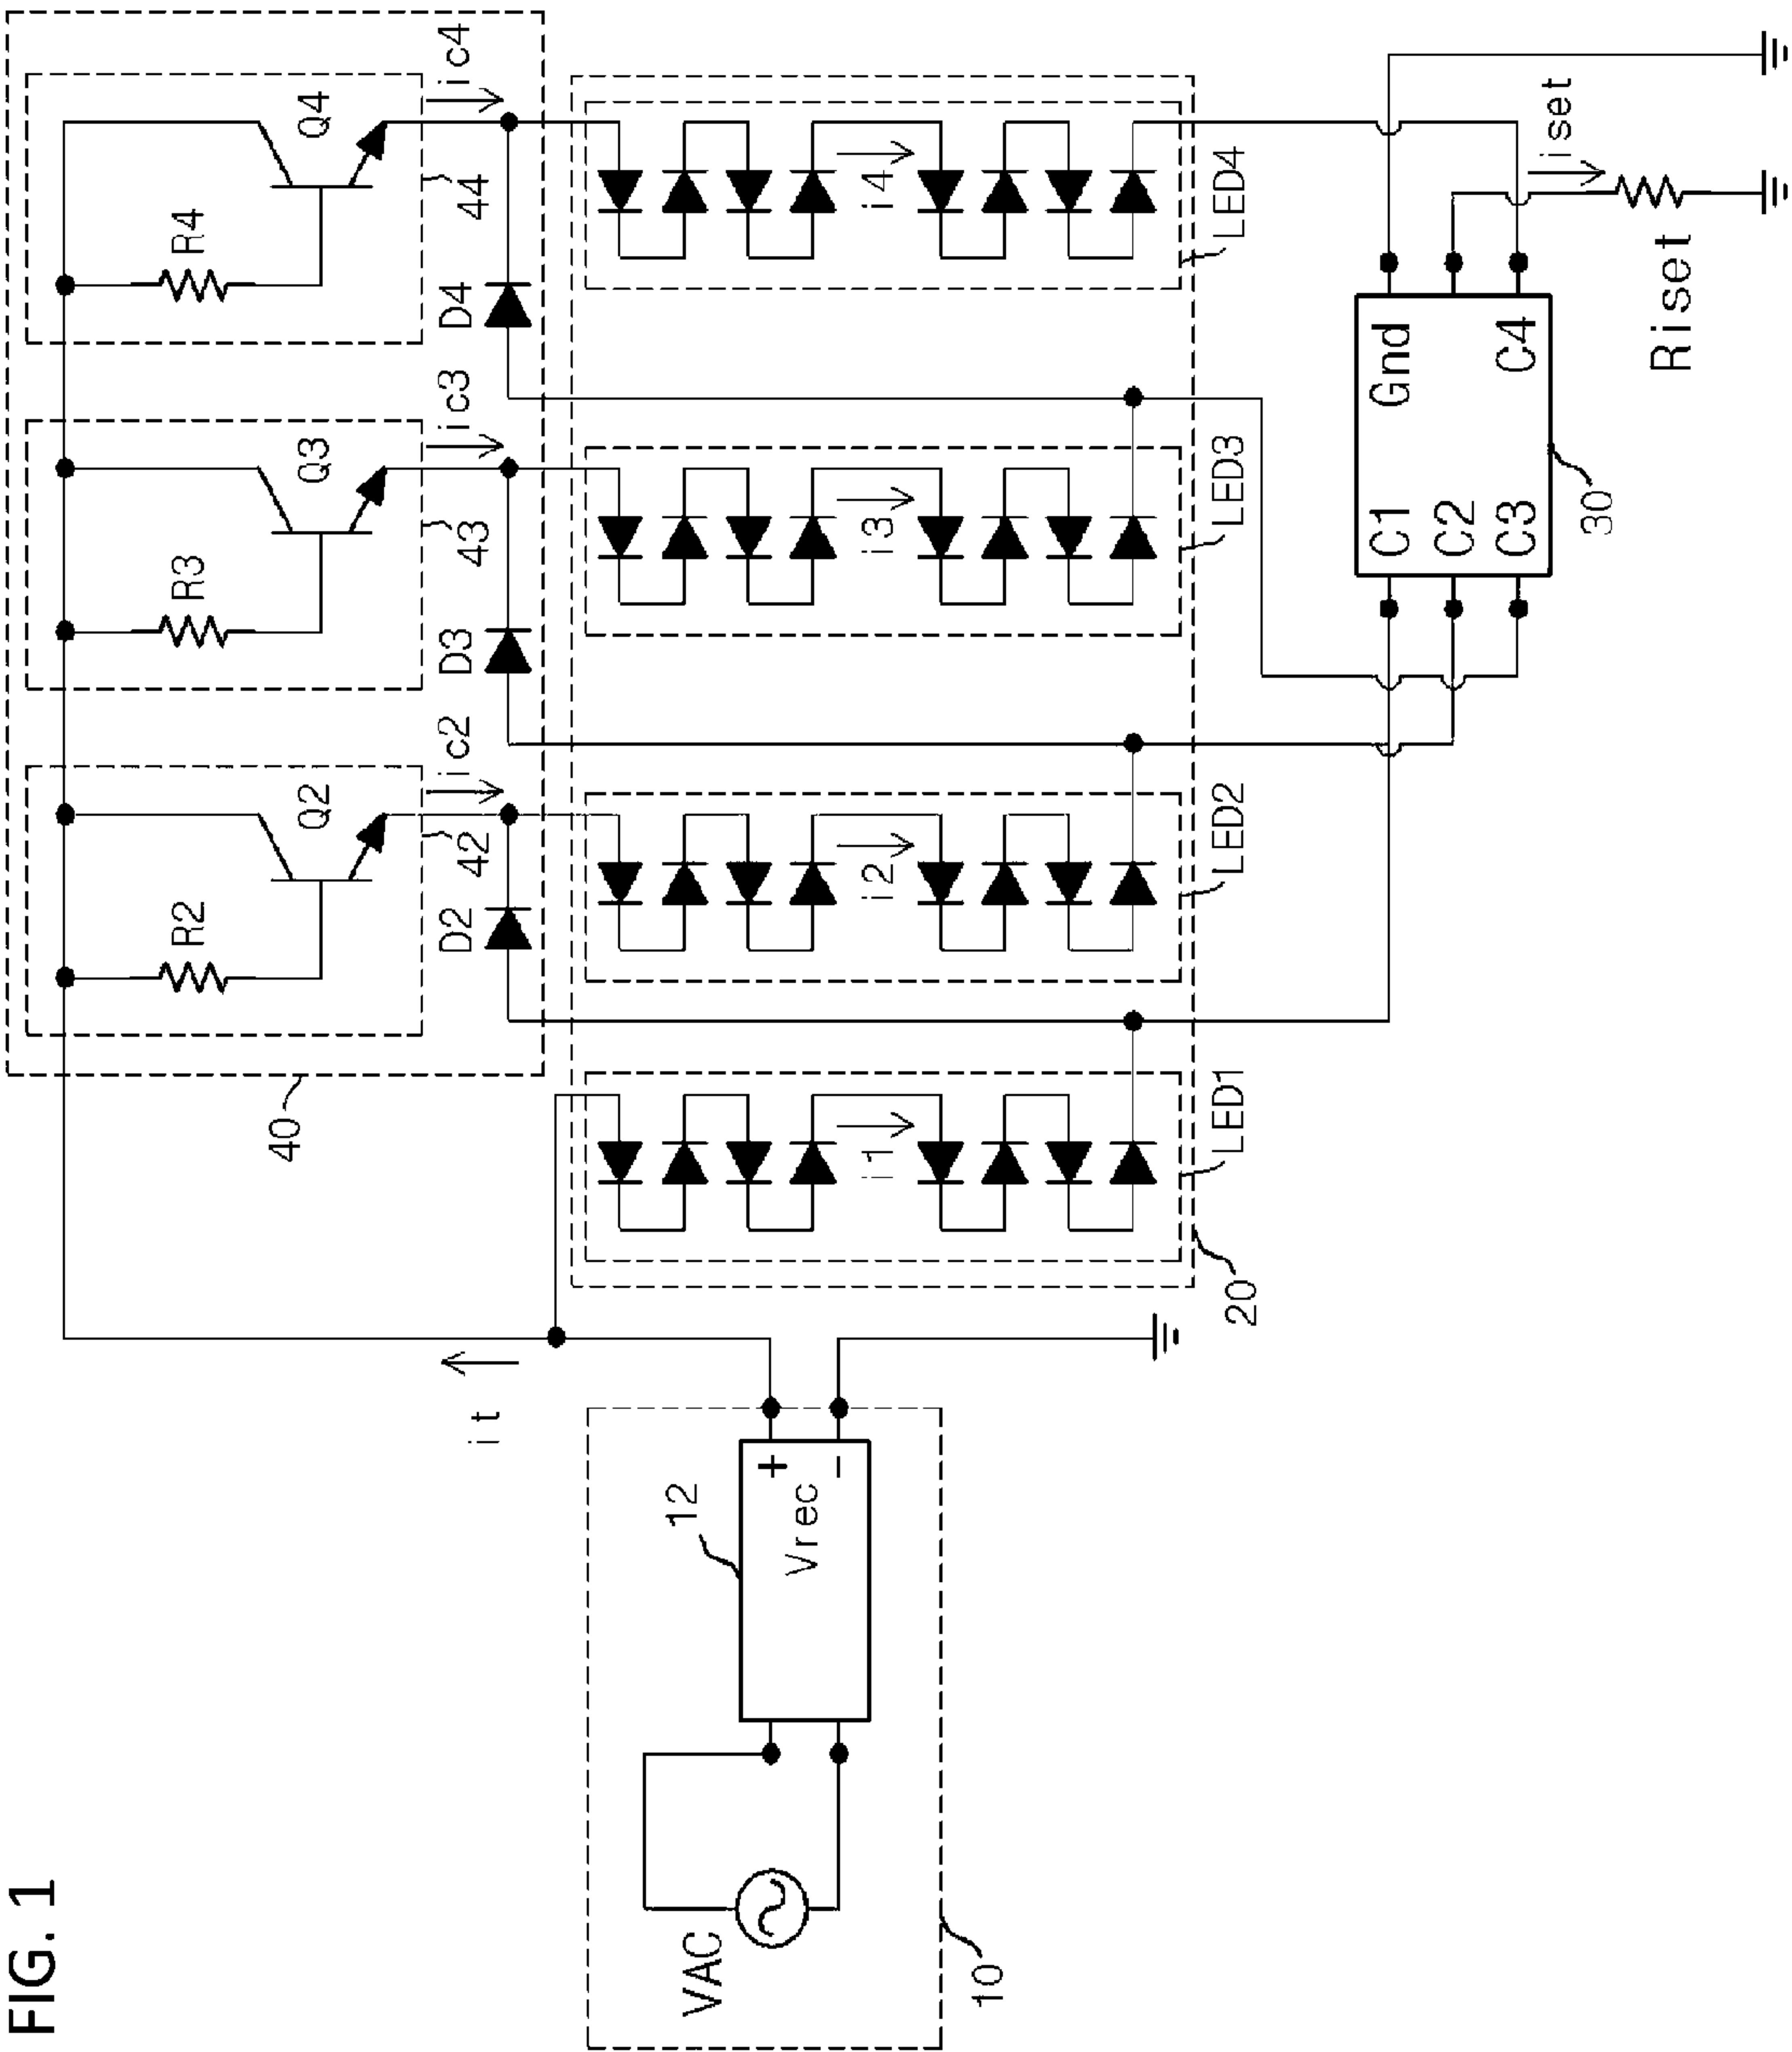 FIG. 1
VAC
10
12
Vrec
+
-
it
40
R2
Q2
42
ic2
R3
Q3
43
ic3
R4
Q4
44
ic4
D2
D3
D4
i1
i2
i3
i4
LED1
LED2
LED3
LED4
20
C1
Gnd
C2
C3
C4
30
iset
Riset